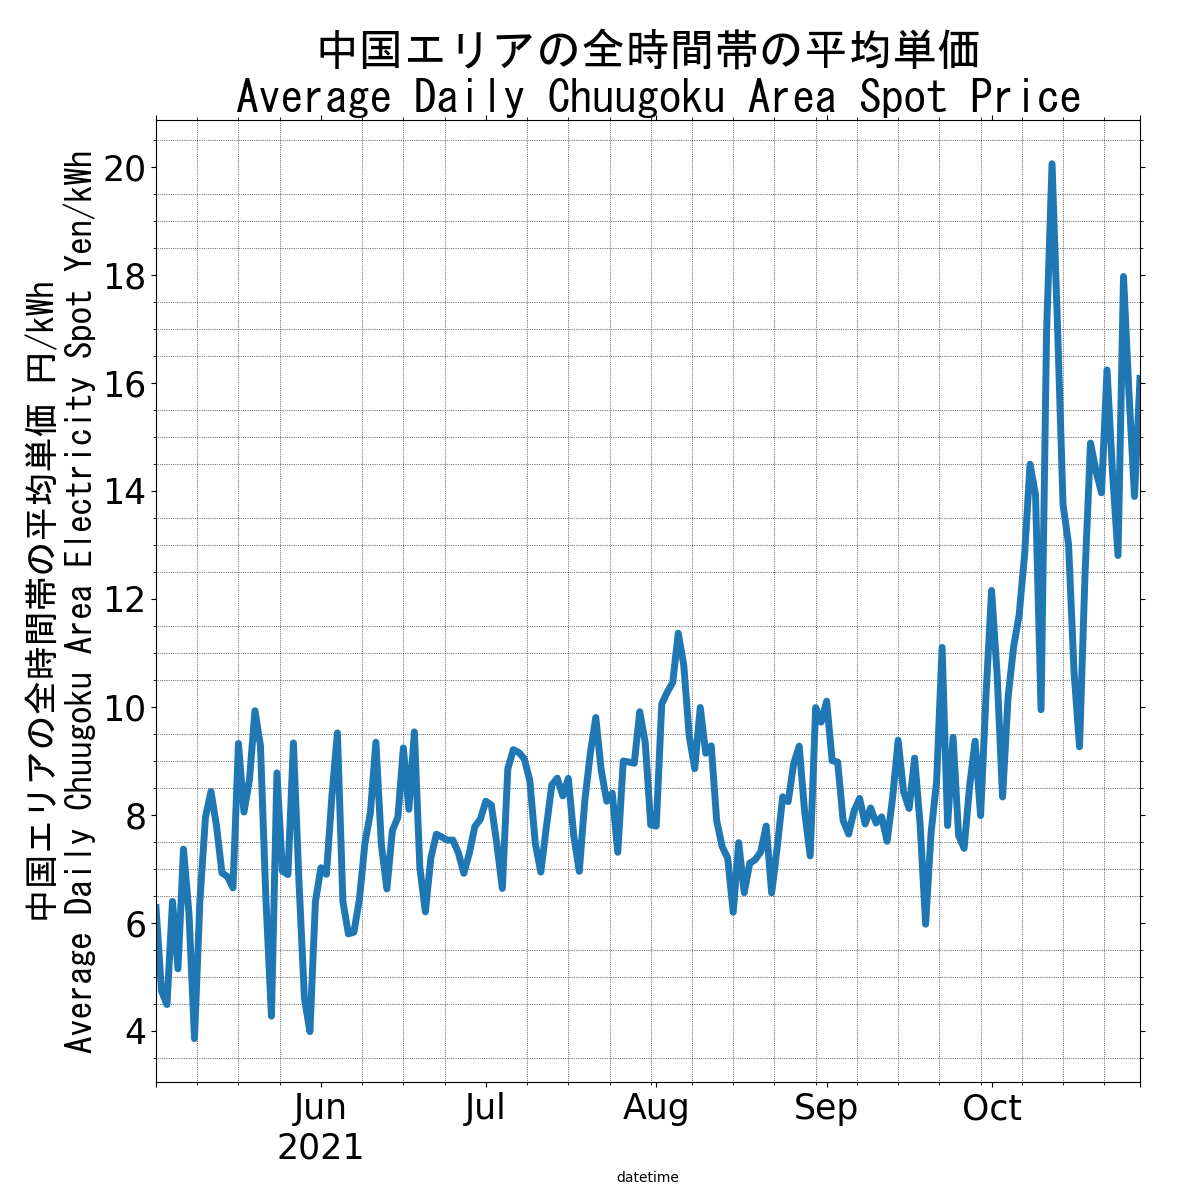 中国エリアの全時間帯の平均単価
Average Daily Chuugoku Area Spot Price
中国エリアの全時間帯の平均単価 円/kWh
Average Daily Chuugoku Area Electricity Spot Yen/kWh
20
18
16
14
12
10
8
6
4
Jun
2021
Jul
Aug
Sep
Oct
datetime